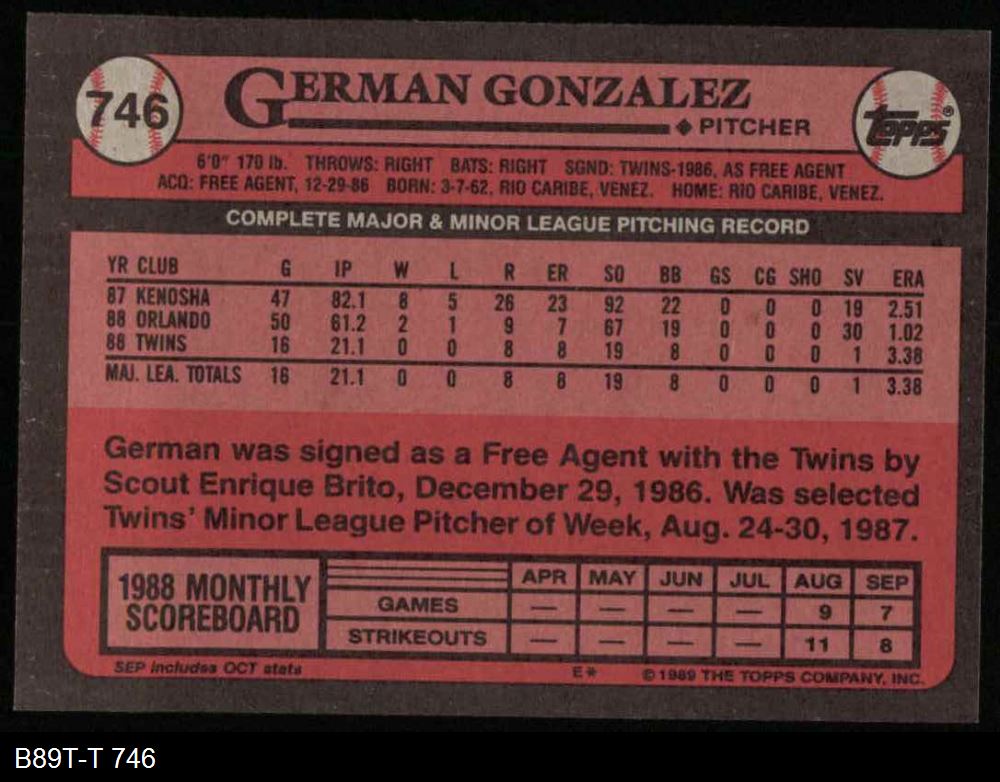 746
GERMAN GONZALEZ
PITCHER
topps®
6'0" 170 lb. THROWS: RIGHT BATS: RIGHT SGND: TWINS-1986, AS FREE AGENT
ACQ: FREE AGENT, 12-29-86 BORN: 3-7-62, RIO CARIBE, VENEZ. HOME: RIO CARIBE, VENEZ.
COMPLETE MAJOR & MINOR LEAGUE PITCHING RECORD
YR CLUB G IP W L R ER SO BB GS CG SHO SV ERA
87 KENOSHA 47 82.1 8 5 26 23 92 22 0 0 0 19 2.51
88 ORLANDO 50 61.2 2 1 9 7 67 19 0 0 0 30 1.02
88 TWINS 16 21.1 0 0 8 8 19 8 0 0 0 1 3.38
MAJ. LEA. TOTALS 16 21.1 0 0 8 8 19 8 0 0 0 1 3.38
German was signed as a Free Agent with the Twins by
Scout Enrique Brito, December 29, 1986. Was selected
Twins' Minor League Pitcher of Week, Aug. 24-30, 1987.
1988 MONTHLY
SCOREBOARD
APR MAY JUN JUL AUG SEP
GAMES — — — — 9 7
STRIKEOUTS — — — — 11 8
SEP includes OCT stats
E*
© 1989 THE TOPPS COMPANY, INC.
B89T-T 746